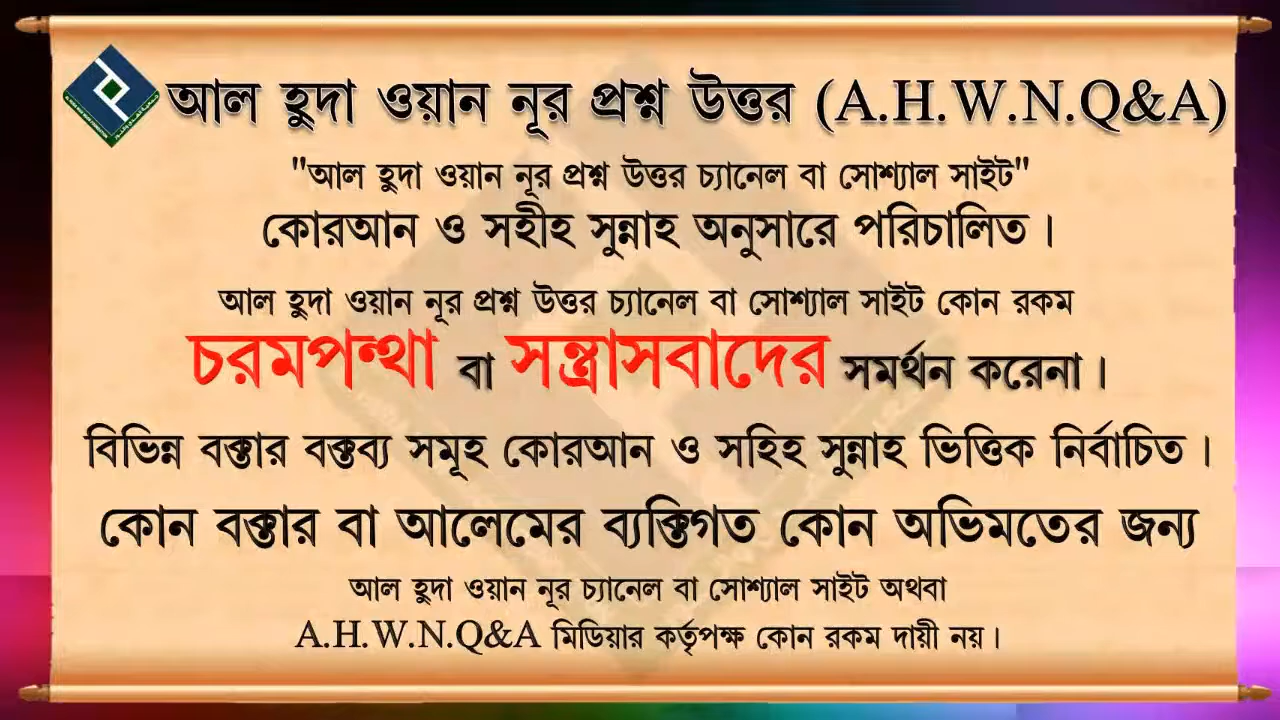 আল হুদা ওয়ান নূর প্রশ্ন উত্তর (A.H.W.N.Q&A)
"আল হুদা ওয়ান নূর প্রশ্ন উত্তর চ্যানেল বা সোশ্যাল সাইট"
কোরআন ও সহীহ সুন্নাহ অনুসারে পরিচালিত।
আল হুদা ওয়ান নূর প্রশ্ন উত্তর চ্যানেল বা সোশ্যাল সাইট কোন রকম
চরমপন্থা বা সন্ত্রাসবাদের সমর্থন করেনা।
বিভিন্ন বক্তার বক্তব্য সমূহ কোরআন ও সহিহ সুন্নাহ ভিত্তিক নির্বাচিত।
কোন বক্তার বা আলেমের ব্যক্তিগত কোন অভিমতের জন্য
আল হুদা ওয়ান নূর চ্যানেল বা সোশ্যাল সাইট অথবা
A.H.W.N.Q&A মিডিয়ার কর্তৃপক্ষ কোন রকম দায়ী নয়।